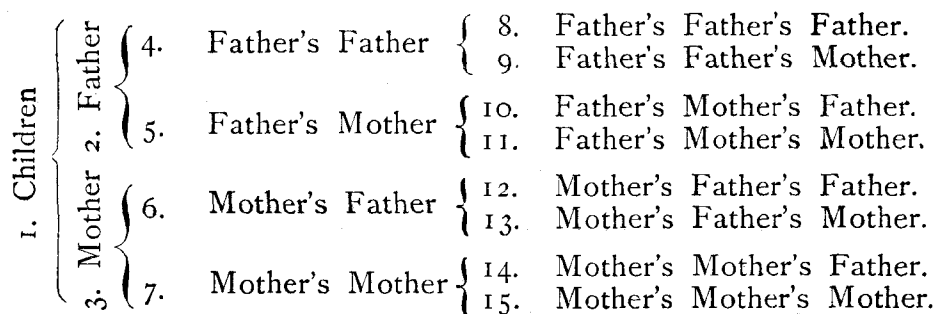 1. Children
2. Father
3. Mother
4. Father's Father
5. Father's Mother
6. Mother's Father
7. Mother's Mother
8. Father's Father's Father.
9. Father's Father's Mother.
10. Father's Mother's Father.
11. Father's Mother's Mother.
12. Mother's Father's Father.
13. Mother's Father's Mother.
14. Mother's Mother's Father.
15. Mother's Mother's Mother.